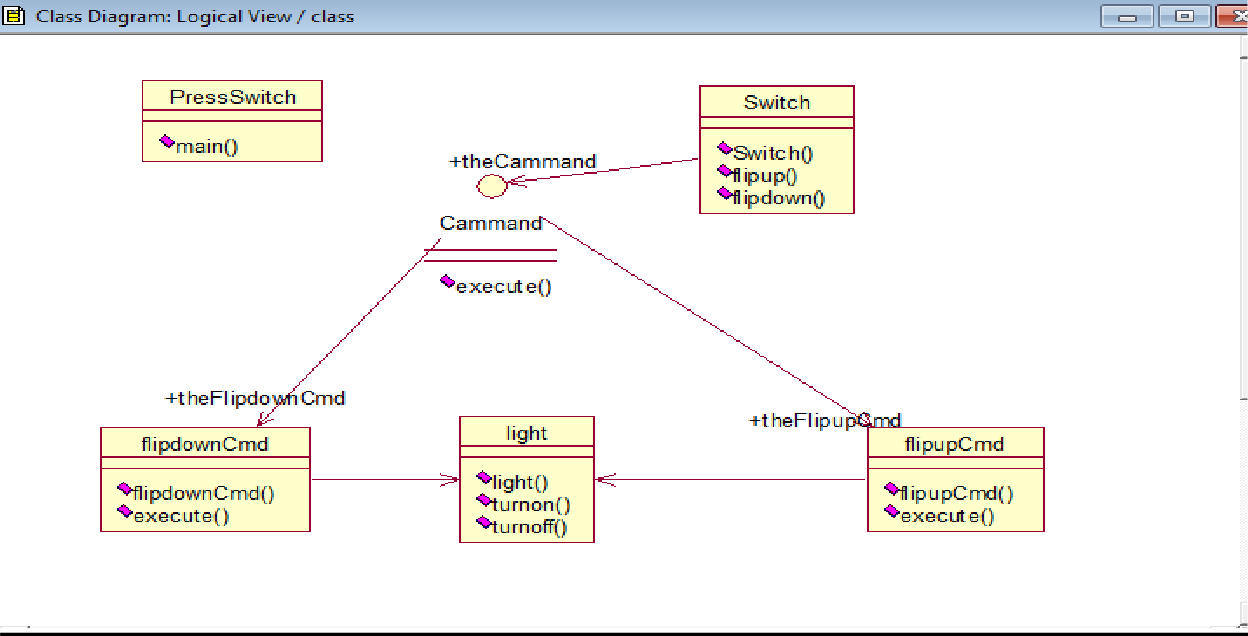 Class Diagram: Logical View / class
PressSwitch
main()
Switch
Switch()
flipup()
flipdown()
+theCammand
Cammand
execute()
+theFlipdownCmd
flipdownCmd
flipdownCmd()
execute()
light
light()
turnon()
turnoff()
+theFlipupCmd
flipupCmd
flipupCmd()
execute()